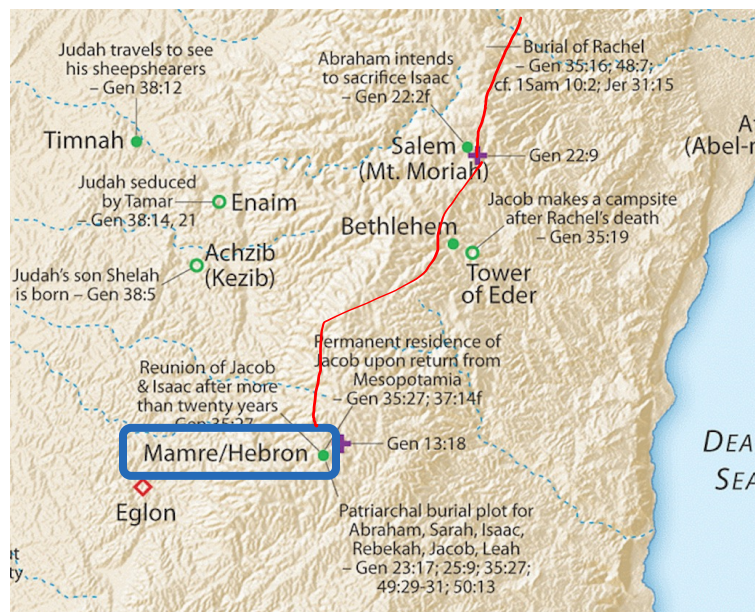 Judah travels to see
his sheepshearers
– Gen 38:12
Abraham intends
to sacrifice Isaac
– Gen 22:2f
Burial of Rachel
– Gen 35:16; 48:7;
cf. 1Sam 10:2; Jer 31:15
Timnah
Salem
(Mt. Moriah)
Gen 22:9
(Abel-
Judah seduced
by Tamar
– Gen 38:14, 21
Enaim
Jacob makes a campsite
after Rachel's death
– Gen 35:19
Bethlehem
Achzib
(Kezib)
Judah's son Shelah
is born – Gen 38:5
Tower
of Eder
Permanent residence of
Jacob upon return from
Mesopotamia
– Gen 35:27; 37:14f
Reunion of Jacob
& Isaac after more
than twenty years
Gen 35:27
Mamre/Hebron
Gen 13:18
DEA
SEA
Eglon
Patriarchal burial plot for
Abraham, Sarah, Isaac,
Rebekah, Jacob, Leah
– Gen 23:17; 25:9; 35:27;
49:29-31; 50:13
ty